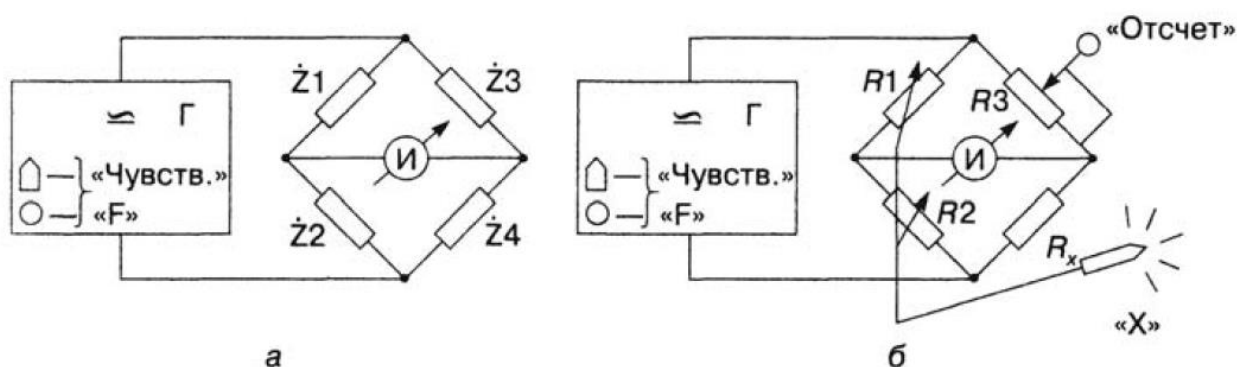 Ż1
Ż3
≃ Г
«Чувств.»
«F»
И
Ż2
Ż4
а
«Отсчет»
R1
R3
≃ Г
«Чувств.»
«F»
И
R2
Rₓ
«Х»
б